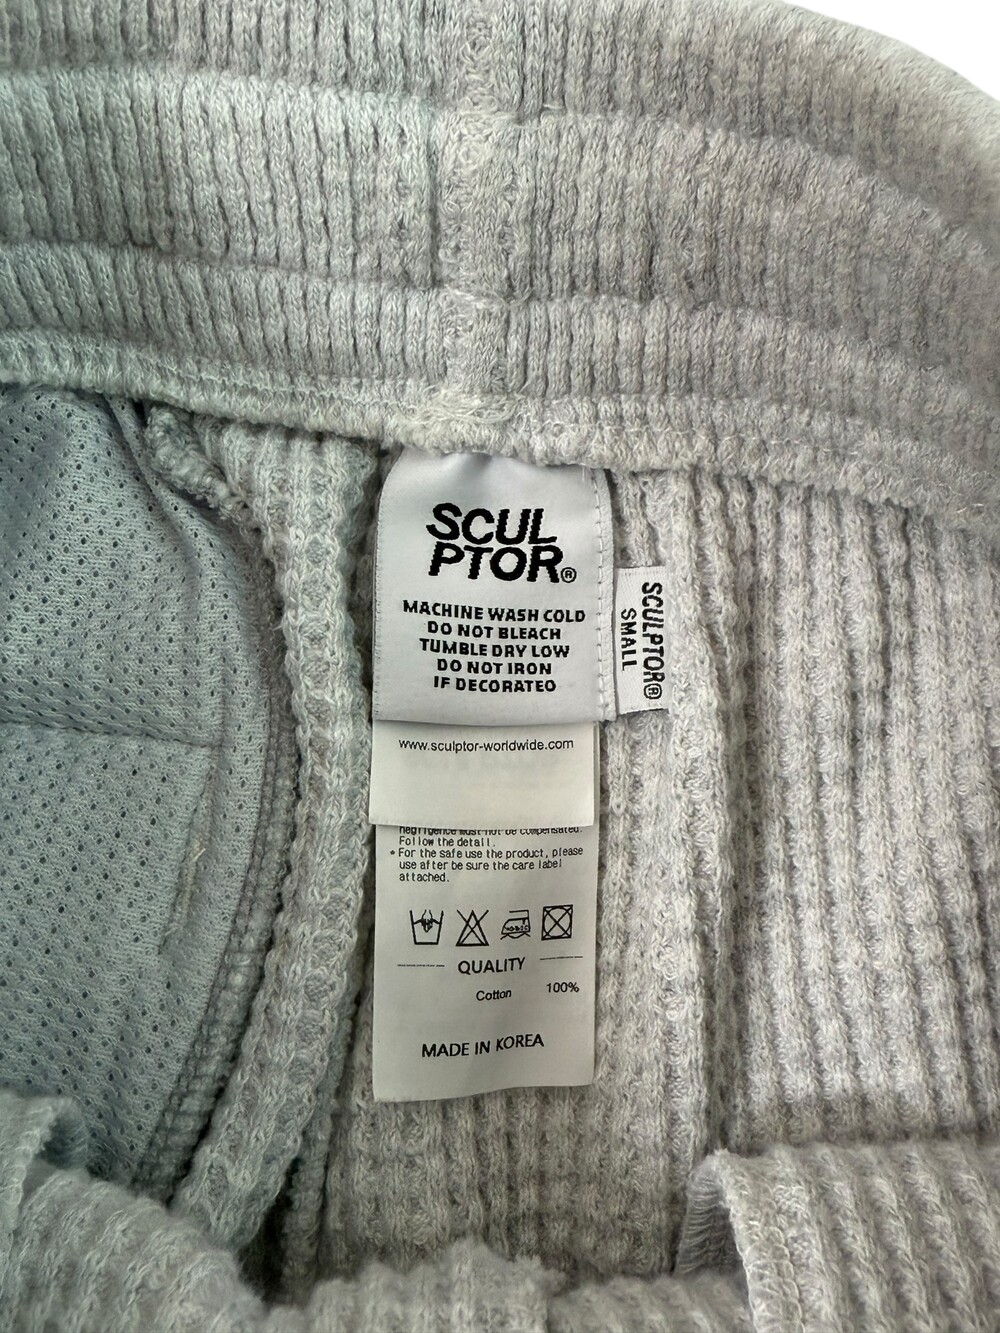 SCUL
PTOR®
MACHINE WASH COLD
DO NOT BLEACH
TUMBLE DRY LOW
DO NOT IRON
IF DECORATED
SCULPTOR®
SMALL
www.sculptor-worldwide.com
negrigence must not be compensated.
Follow the detail.
* For the safe use the product, please
use after be sure the care label
attached.
QUALITY
Cotton 100%
MADE IN KOREA